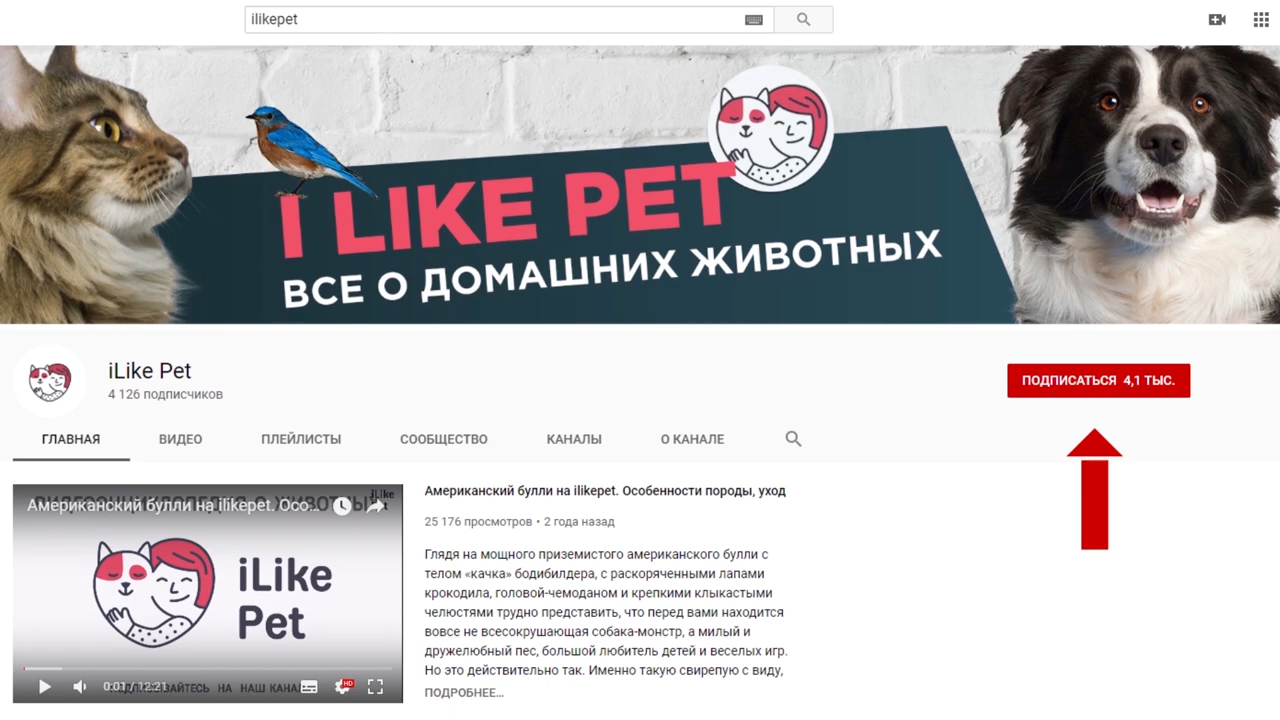 ilikepet
I LIKE PET
ВСЕ О ДОМАШНИХ ЖИВОТНЫХ
iLike Pet
4 126 подписчиков
ПОДПИСАТЬСЯ 4,1 ТЫС.
ГЛАВНАЯ
ВИДЕО
ПЛЕЙЛИСТЫ
СООБЩЕСТВО
КАНАЛЫ
О КАНАЛЕ
Американский булли на ilikepet. Осо...
iLike
Pet
0:01 / 12:21
HD
Американский булли на ilikepet. Особенности породы, уход
25 176 просмотров • 2 года назад
Глядя на мощного приземистого американского булли с
телом «качка» бодибилдера, с раскоряченными лапами
крокодила, головой-чемоданом и крепкими клыкастыми
челюстями трудно представить, что перед вами находится
вовсе не всесокрушающая собака-монстр, а милый и
дружелюбный пес, большой любитель детей и веселых игр.
Но это действительно так. Именно такую свирепую с виду,
ПОДРОБНЕЕ...